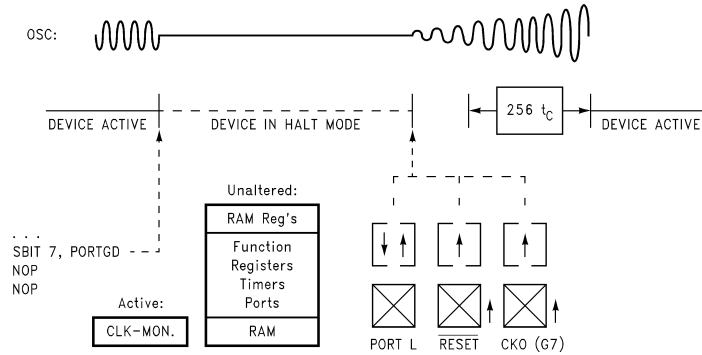 OSC:
DEVICE ACTIVE
DEVICE IN HALT MODE
256 tC
DEVICE ACTIVE
. . .
SBIT 7, PORTGD
NOP
NOP
Active:
CLK-MON.
Unaltered:
RAM Reg's
Function
Registers
Timers
Ports
RAM
PORT L
RESET
CKO (G7)